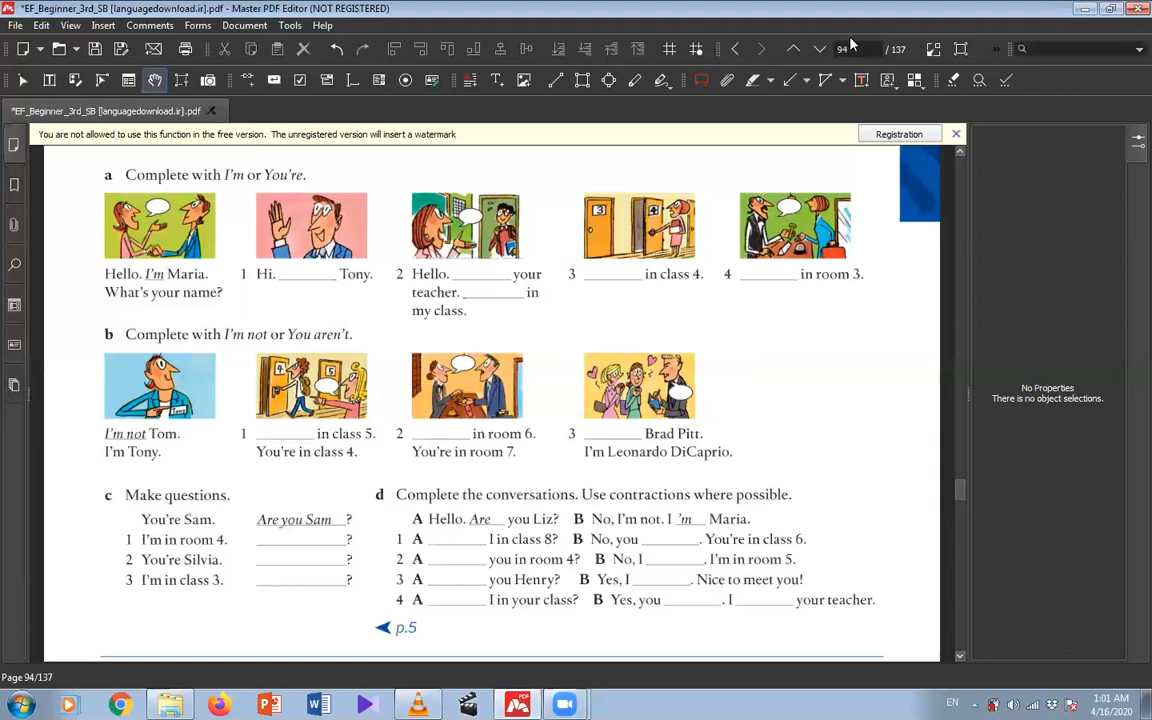 *EF_Beginner_3rd_SB [languagedownload.ir].pdf - Master PDF Editor (NOT REGISTERED)
File Edit View Insert Comments Forms Document Tools Help
94 / 137
*EF_Beginner_3rd_SB [languagedownload.ir].pdf
You are not allowed to use this function in the free version. The unregistered version will insert a watermark
Registration
a Complete with I'm or You're.
Hello. I'm Maria.
What's your name?
1 Hi. ________ Tony.
2 Hello. ________ your
teacher. ________ in
my class.
3 ________ in class 4.
4 ________ in room 3.
b Complete with I'm not or You aren't.
I'm not Tom.
I'm Tony.
1 ________ in class 5.
You're in class 4.
2 ________ in room 6.
You're in room 7.
3 ________ Brad Pitt.
I'm Leonardo DiCaprio.
c Make questions.
You're Sam. Are you Sam ?
1 I'm in room 4. ________ ?
2 You're Silvia. ________ ?
3 I'm in class 3. ________ ?
d Complete the conversations. Use contractions where possible.
A Hello. Are you Liz? B No, I'm not. I 'm Maria.
1 A ________ I in class 8? B No, you ________. You're in class 6.
2 A ________ you in room 4? B No, I ________. I'm in room 5.
3 A ________ you Henry? B Yes, I ________. Nice to meet you!
4 A ________ I in your class? B Yes, you ________. I ________ your teacher.
p.5
No Properties
There is no object selections.
Page 94/137
EN
1:01 AM
4/16/2020